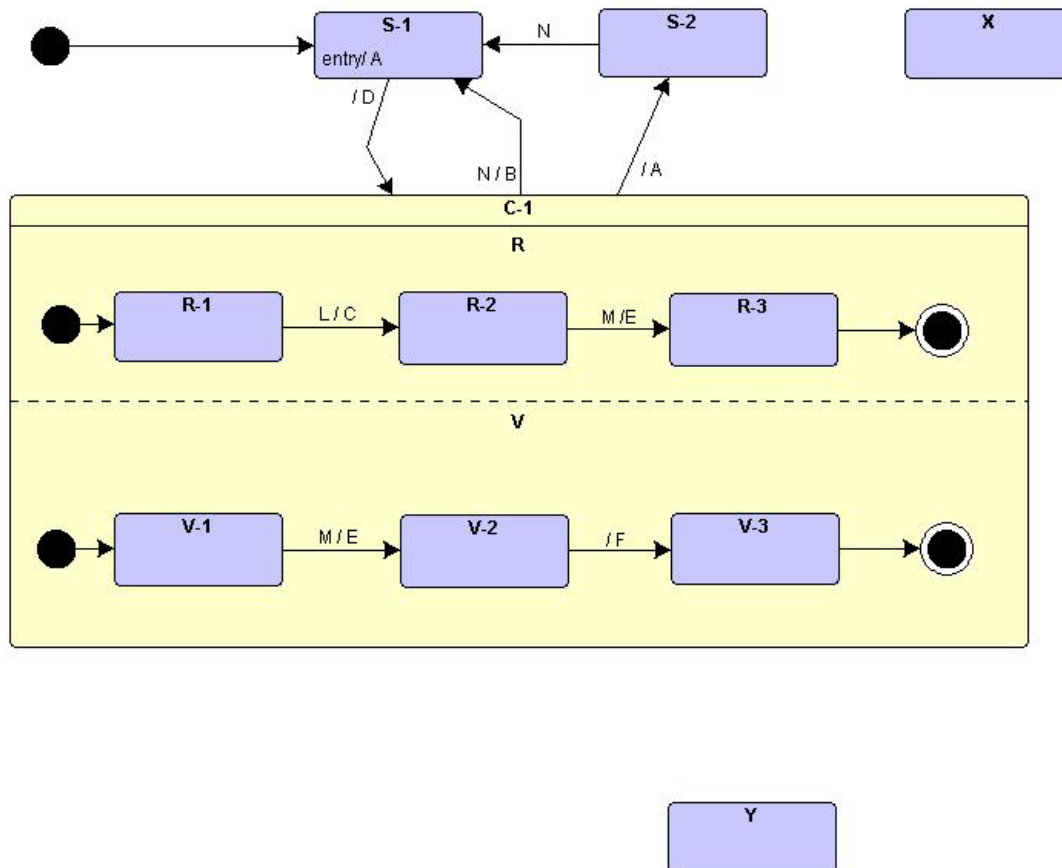 S-1
S-2
X
N
entry/ A
/ D
N / B
/ A
C-1
R
R-1
R-2
R-3
L / C
M /E
V
V-1
V-2
V-3
M / E
/ F
Y